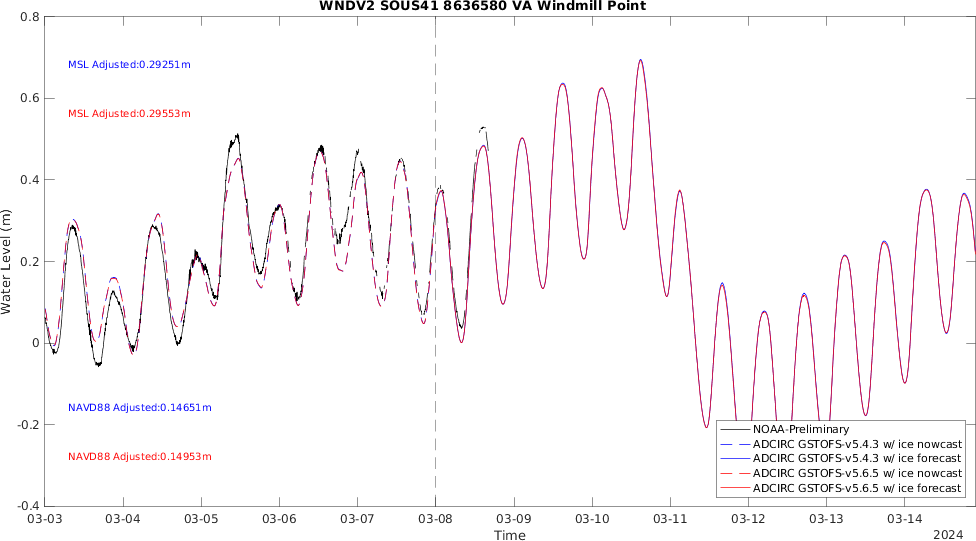 WNDV2 SOUS41 8636580 VA Windmill Point
0.8
0.6
0.4
0.2
0
-0.2
-0.4
Water Level (m)
MSL Adjusted:0.29251m
MSL Adjusted:0.29553m
NAVD88 Adjusted:0.14651m
NAVD88 Adjusted:0.14953m
NOAA-Preliminary
ADCIRC GSTOFS-v5.4.3 w/ ice nowcast
ADCIRC GSTOFS-v5.4.3 w/ ice forecast
ADCIRC GSTOFS-v5.6.5 w/ ice nowcast
ADCIRC GSTOFS-v5.6.5 w/ ice forecast
03-03 03-04 03-05 03-06 03-07 03-08 03-09 03-10 03-11 03-12 03-13 03-14
Time
2024